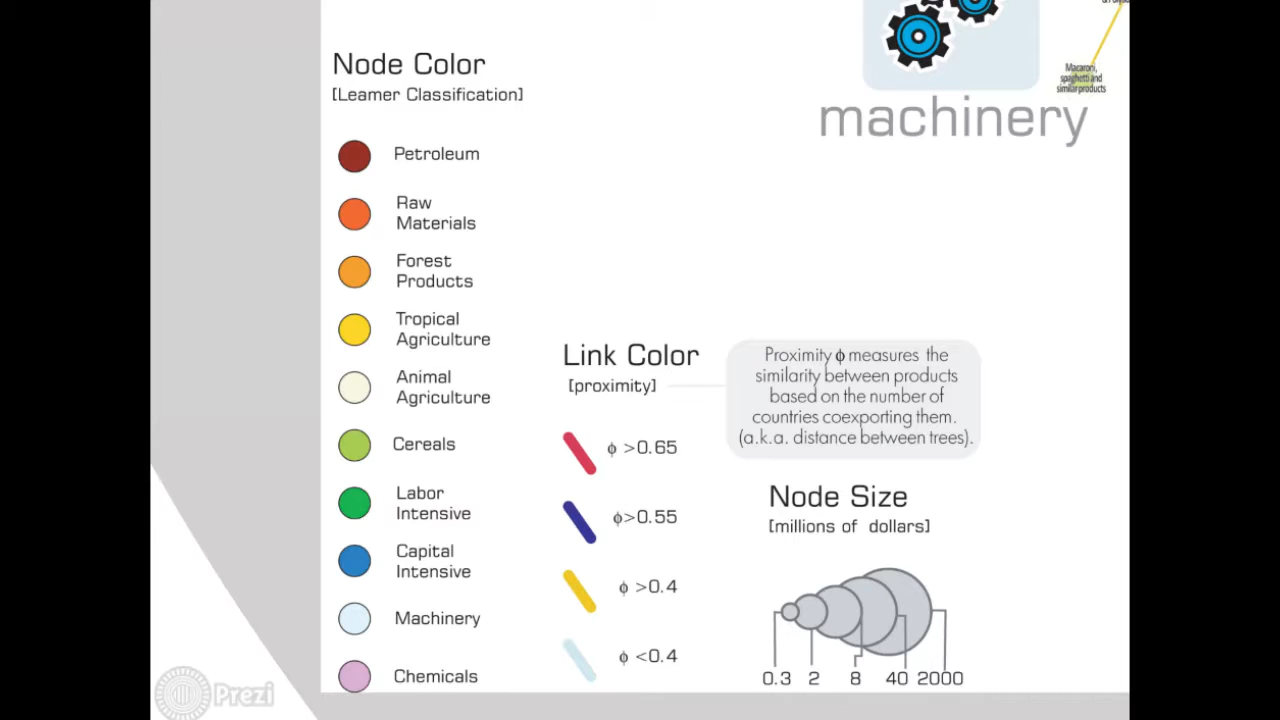 Node Color
[Leamer Classification]
Petroleum
Raw
Materials
Forest
Products
Tropical
Agriculture
Animal
Agriculture
Cereals
Labor
Intensive
Capital
Intensive
Machinery
Chemicals
Link Color
[proximity]
ϕ >0.65
ϕ>0.55
ϕ >0.4
ϕ <0.4
Proximity ϕ measures the
similarity between products
based on the number of
countries coexporting them.
(a.k.a. distance between trees).
Node Size
[millions of dollars]
0.3 2 8 40 2000
machinery
Macaroni,
spaghetti and
similar products
Prezi